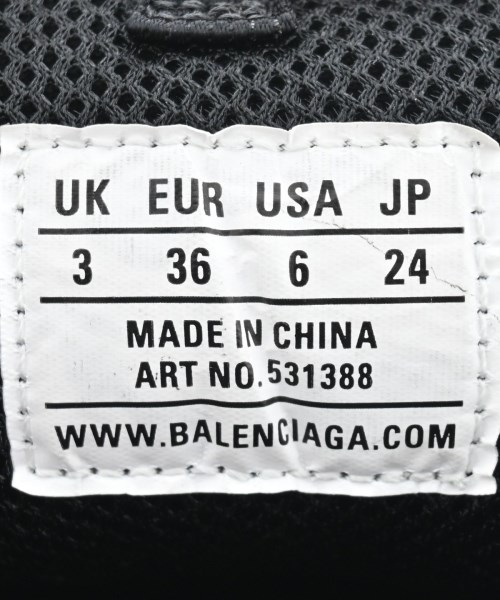 UK EUR USA JP
3 36 6 24
MADE IN CHINA
ART NO.531388
WWW.BALENCIAGA.COM